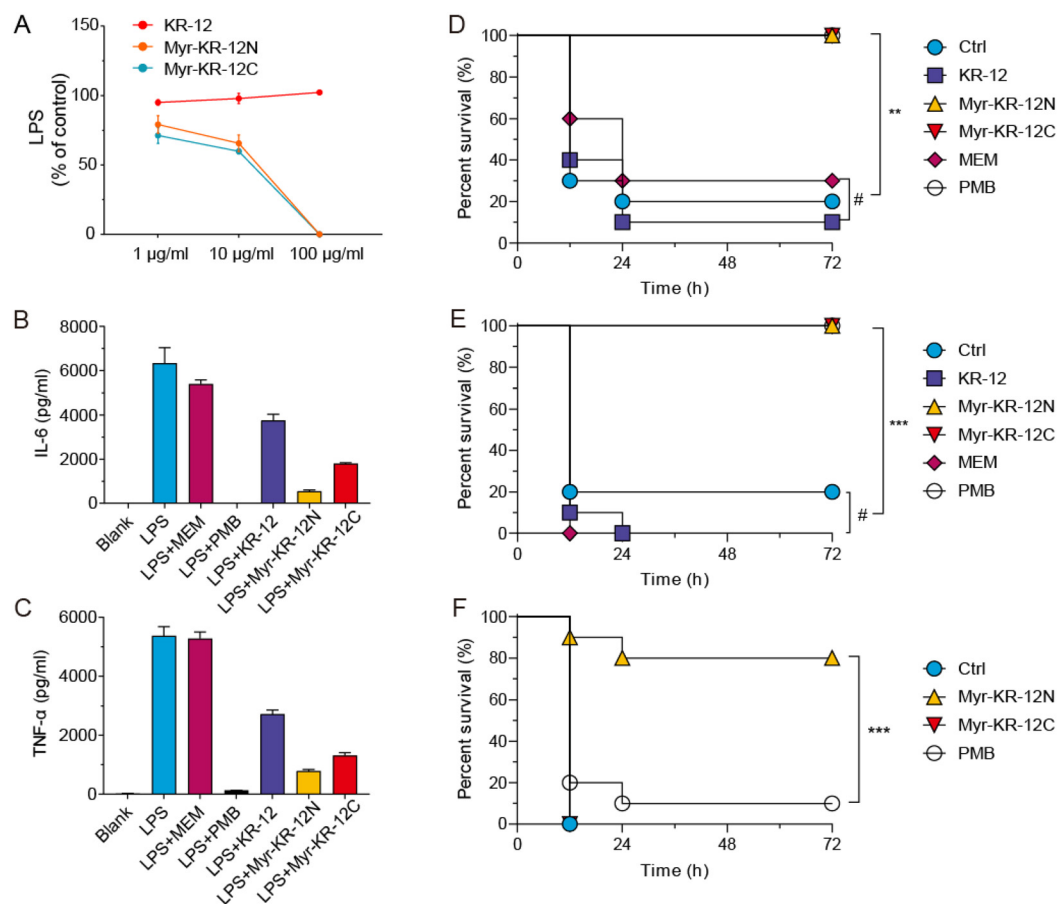 A
150
100
50
0
LPS
(% of control)
KR-12
Myr-KR-12N
Myr-KR-12C
1 µg/ml 10 µg/ml 100 µg/ml
B
8000
6000
4000
2000
0
IL-6 (pg/ml)
Blank
LPS
LPS+MEM
LPS+PMB
LPS+KR-12
LPS+Myr-KR-12N
LPS+Myr-KR-12C
C
6000
4000
2000
0
TNF-α (pg/ml)
Blank
LPS
LPS+MEM
LPS+PMB
LPS+KR-12
LPS+Myr-KR-12N
LPS+Myr-KR-12C
D
100
80
60
40
20
0
Percent survival (%)
0 24 48 72
Time (h)
**
#
Ctrl
KR-12
Myr-KR-12N
Myr-KR-12C
MEM
PMB
E
100
80
60
40
20
0
Percent survival (%)
0 24 48 72
Time (h)
***
#
Ctrl
KR-12
Myr-KR-12N
Myr-KR-12C
MEM
PMB
F
100
80
60
40
20
0
Percent survival (%)
0 24 48 72
Time (h)
***
Ctrl
Myr-KR-12N
Myr-KR-12C
PMB